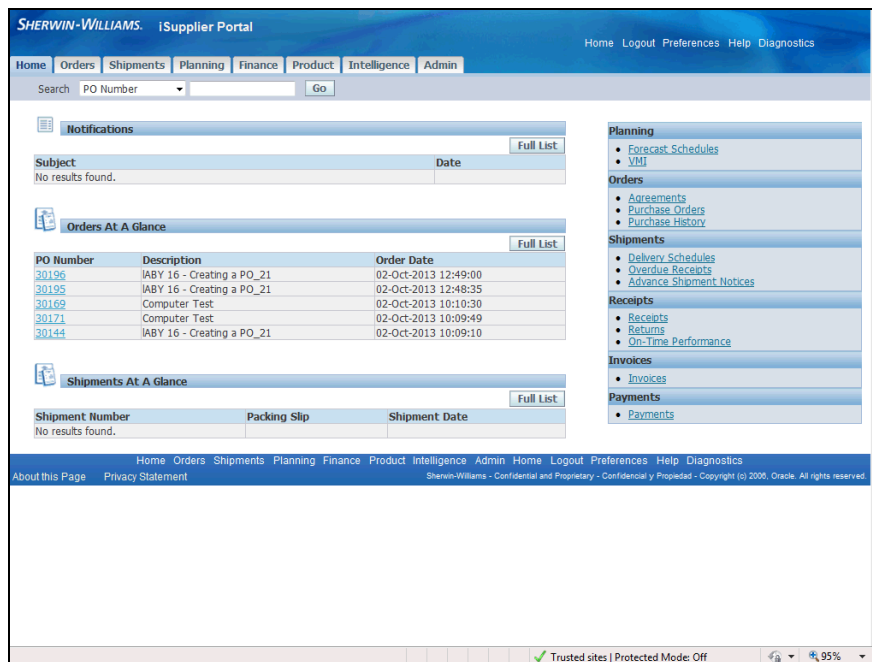 SHERWIN-WILLIAMS. iSupplier Portal
Home Logout Preferences Help Diagnostics
Home Orders Shipments Planning Finance Product Intelligence Admin
Search PO Number Go
Notifications
Full List
Subject Date
No results found.
Orders At A Glance
Full List
PO Number Description Order Date
30196 IABY 16 - Creating a PO_21 02-Oct-2013 12:49:00
30195 IABY 16 - Creating a PO_21 02-Oct-2013 12:48:35
30169 Computer Test 02-Oct-2013 10:10:30
30171 Computer Test 02-Oct-2013 10:09:49
30144 IABY 16 - Creating a PO_21 02-Oct-2013 10:09:10
Shipments At A Glance
Full List
Shipment Number Packing Slip Shipment Date
No results found.
Planning
Forecast Schedules
VMI
Orders
Agreements
Purchase Orders
Purchase History
Shipments
Delivery Schedules
Overdue Receipts
Advance Shipment Notices
Receipts
Receipts
Returns
On-Time Performance
Invoices
Invoices
Payments
Payments
Home Orders Shipments Planning Finance Product Intelligence Admin Home Logout Preferences Help Diagnostics
About this Page Privacy Statement Sherwin-Williams - Confidential and Proprietary - Confidencial y Propiedad - Copyright (c) 2006, Oracle. All rights reserved.
Trusted sites | Protected Mode: Off 95%